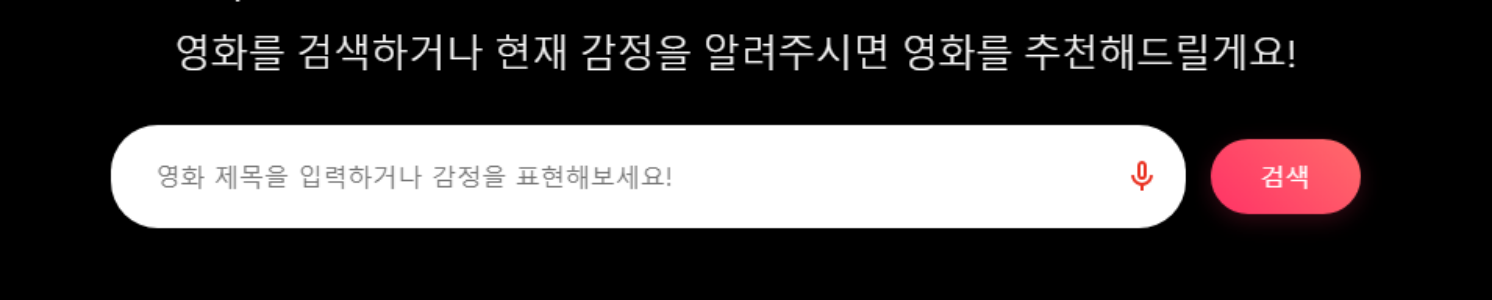 영화를 검색하거나 현재 감정을 알려주시면 영화를 추천해드릴게요!
영화 제목을 입력하거나 감정을 표현해보세요!
검색